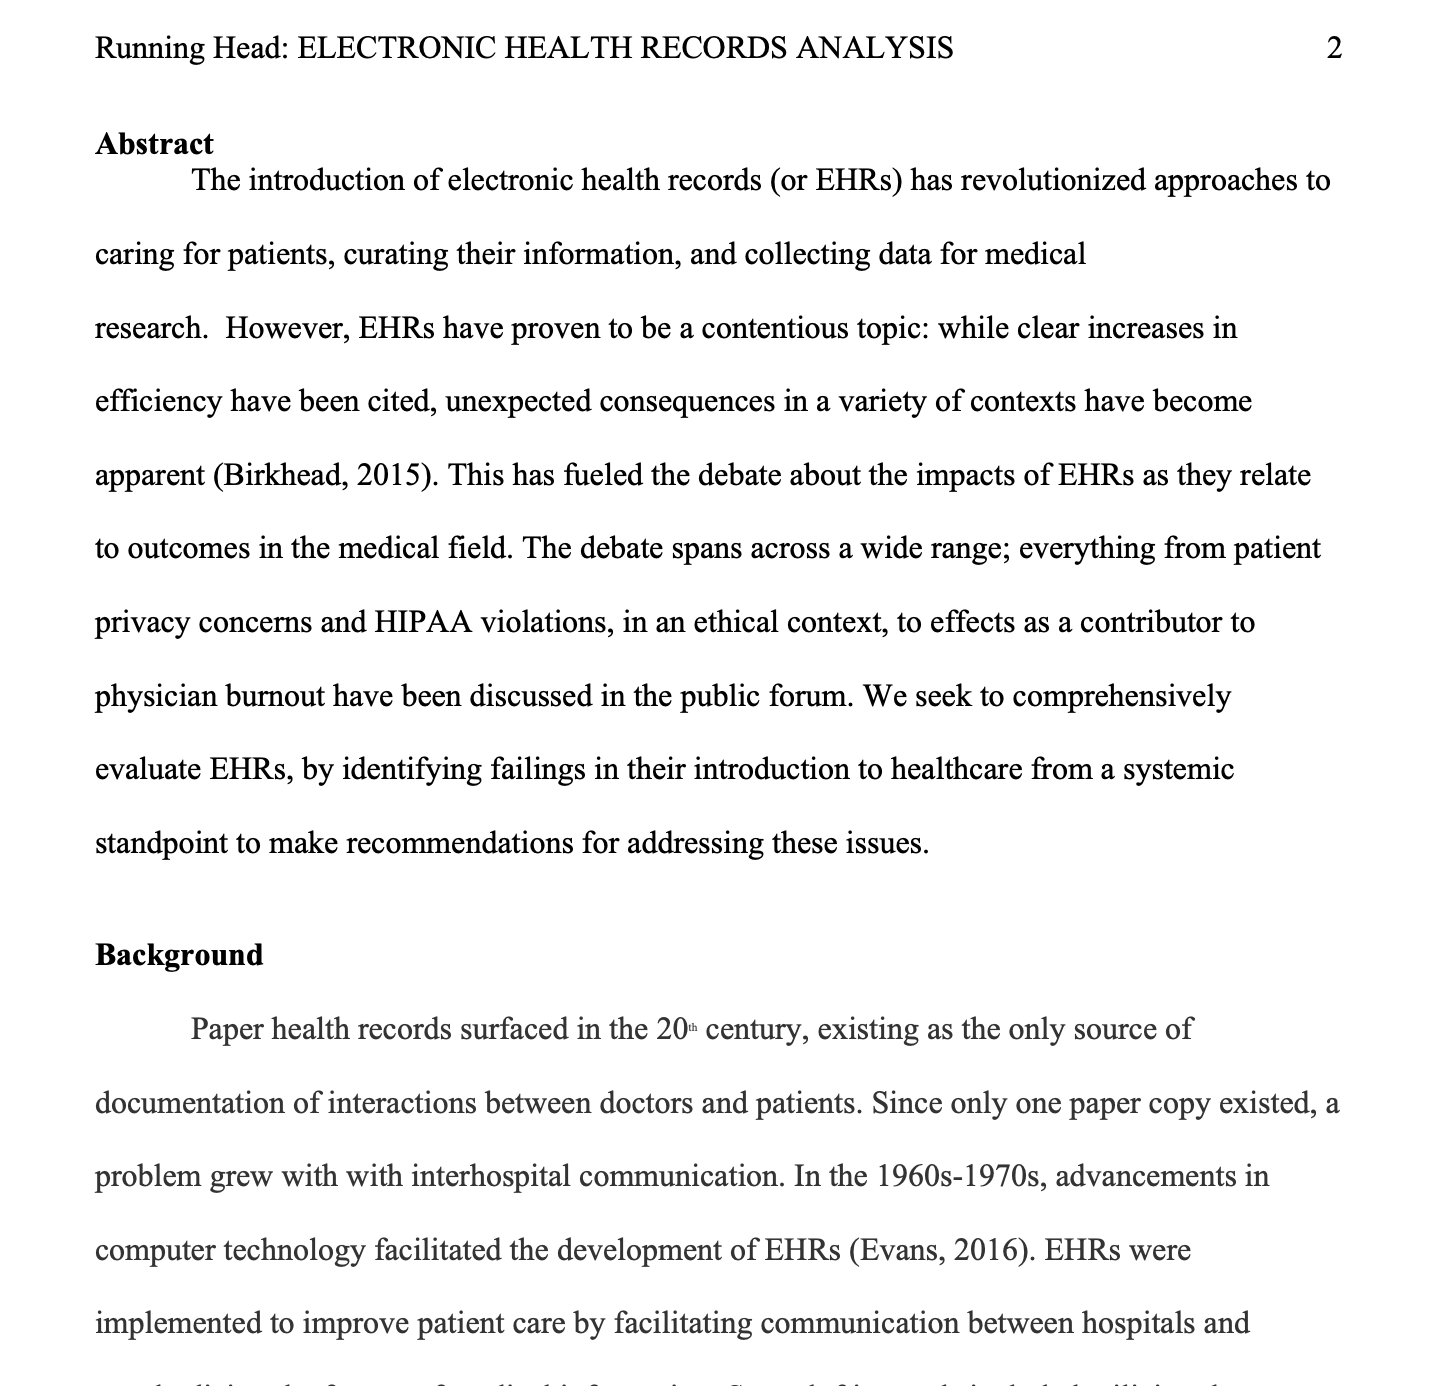 Running Head: ELECTRONIC HEALTH RECORDS ANALYSIS 2
Abstract
The introduction of electronic health records (or EHRs) has revolutionized approaches to
caring for patients, curating their information, and collecting data for medical
research.  However, EHRs have proven to be a contentious topic: while clear increases in
efficiency have been cited, unexpected consequences in a variety of contexts have become
apparent (Birkhead, 2015). This has fueled the debate about the impacts of EHRs as they relate
to outcomes in the medical field. The debate spans across a wide range; everything from patient
privacy concerns and HIPAA violations, in an ethical context, to effects as a contributor to
physician burnout have been discussed in the public forum. We seek to comprehensively
evaluate EHRs, by identifying failings in their introduction to healthcare from a systemic
standpoint to make recommendations for addressing these issues.
Background
Paper health records surfaced in the 20th century, existing as the only source of
documentation of interactions between doctors and patients. Since only one paper copy existed, a
problem grew with with interhospital communication. In the 1960s-1970s, advancements in
computer technology facilitated the development of EHRs (Evans, 2016). EHRs were
implemented to improve patient care by facilitating communication between hospitals and